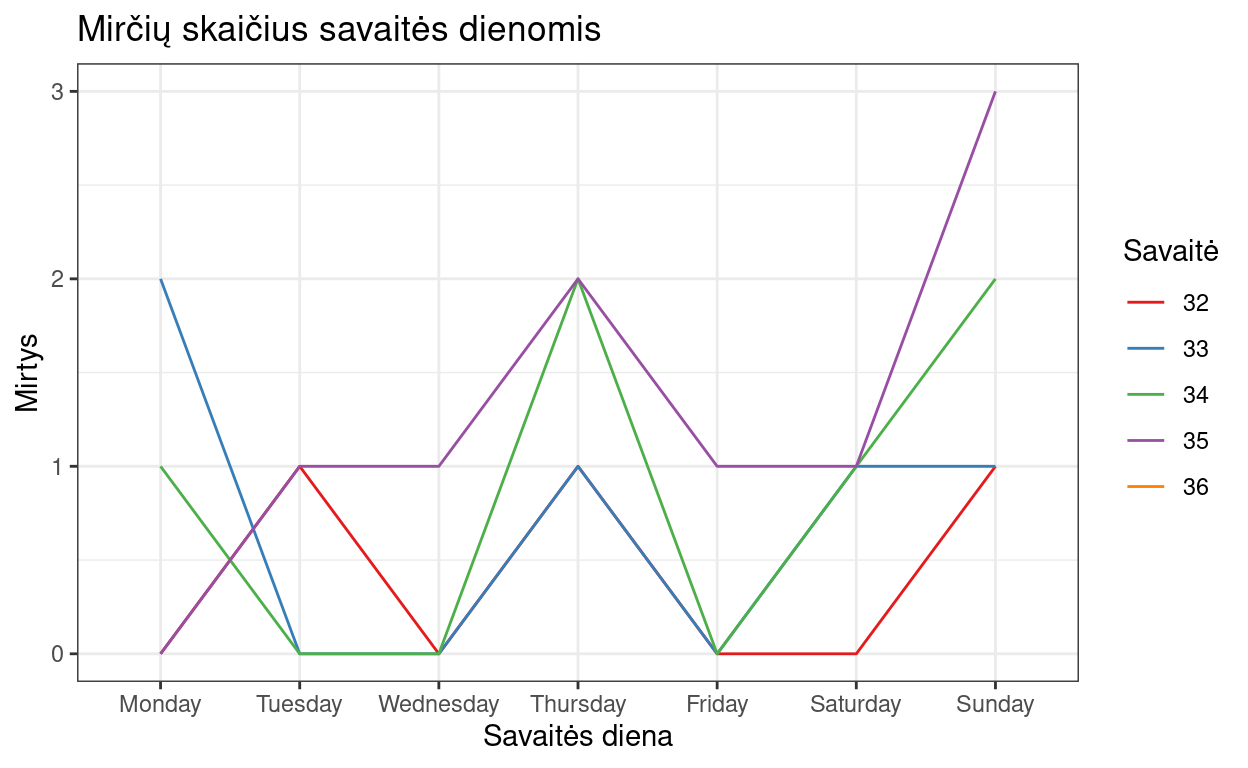 Mirčių skaičius savaitės dienomis
3
2
1
0
Mirtys
Monday Tuesday Wednesday Thursday Friday Saturday Sunday
Savaitės diena
Savaitė
32
33
34
35
36